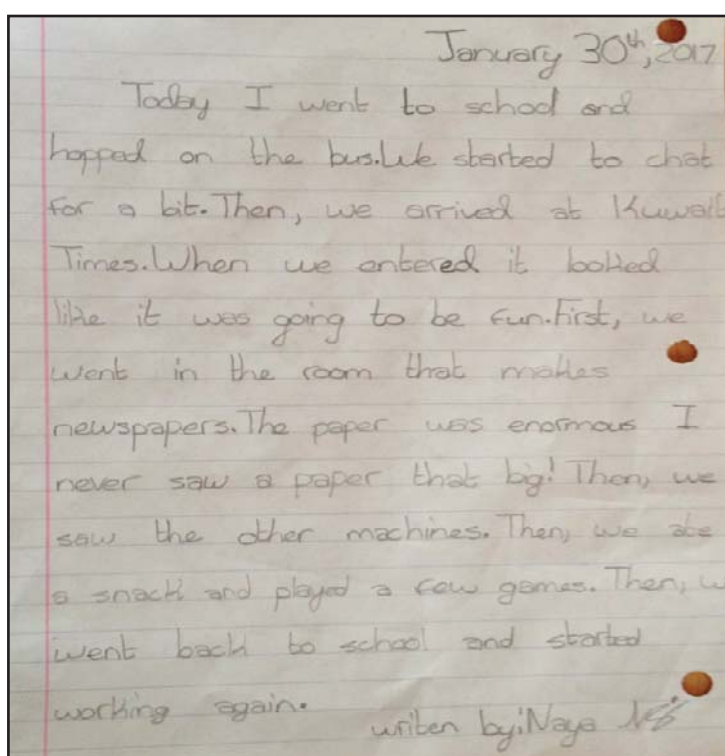 January 30th, 2017
Today I went to school and
hopped on the bus.We started to chat
for a bit.Then, we arrived at Kuwait
Times.When we entered it looked
like it was going to be fun.First, we
went in the room that makes
newspapers.The paper was enormous I
never saw a paper that big! Then, we
saw the other machines.Then, we ate
a snack and played a few games.Then, w
went back to school and started
working again.
writen by:Naya